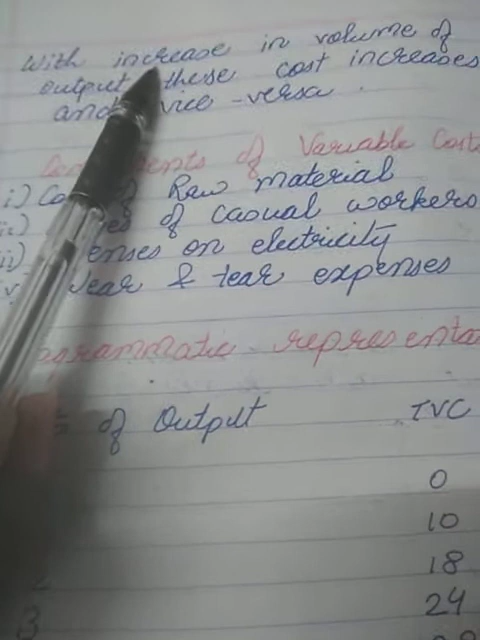 With increase in volume of
output these cost increases
and vice-versa.
of Variable Cost
i) Raw material
of casual workers
on electricity
wear & tear expenses
of Output TVC
0
10
18
3 24